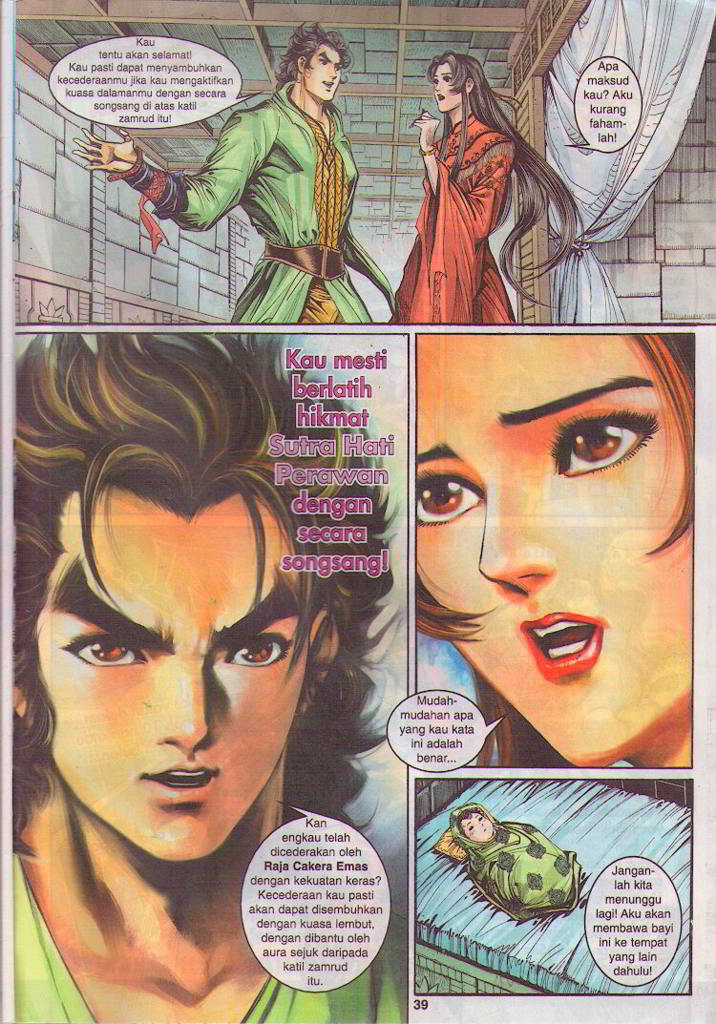 Kau
tentu akan selamat!
Kau pasti dapat menyambuhkan
kecederaanmu jika kau mengaktifkan
kuasa dalamanmu dengan secara
songsang di atas katil
zamrud itu!
Apa
maksud
kau? Aku
kurang
faham-
lah!
Kau mesti
berlatih
hikmat
Sutra Hati
Perawan
dengan
secara
songsang!
Kan
engkau telah
dicederakan oleh
Raja Cakera Emas
dengan kekuatan keras?
Kecederaan kau pasti
akan dapat disembuhkan
dengan kuasa lembut,
dengan dibantu oleh
aura sejuk daripada
katil zamrud
itu.
Mudah-
mudahan apa
yang kau kata
ini adalah
benar...
Jangan-
lah kita
menunggu
lagi! Aku akan
membawa bayi
ini ke tempat
yang lain
dahulu!
39